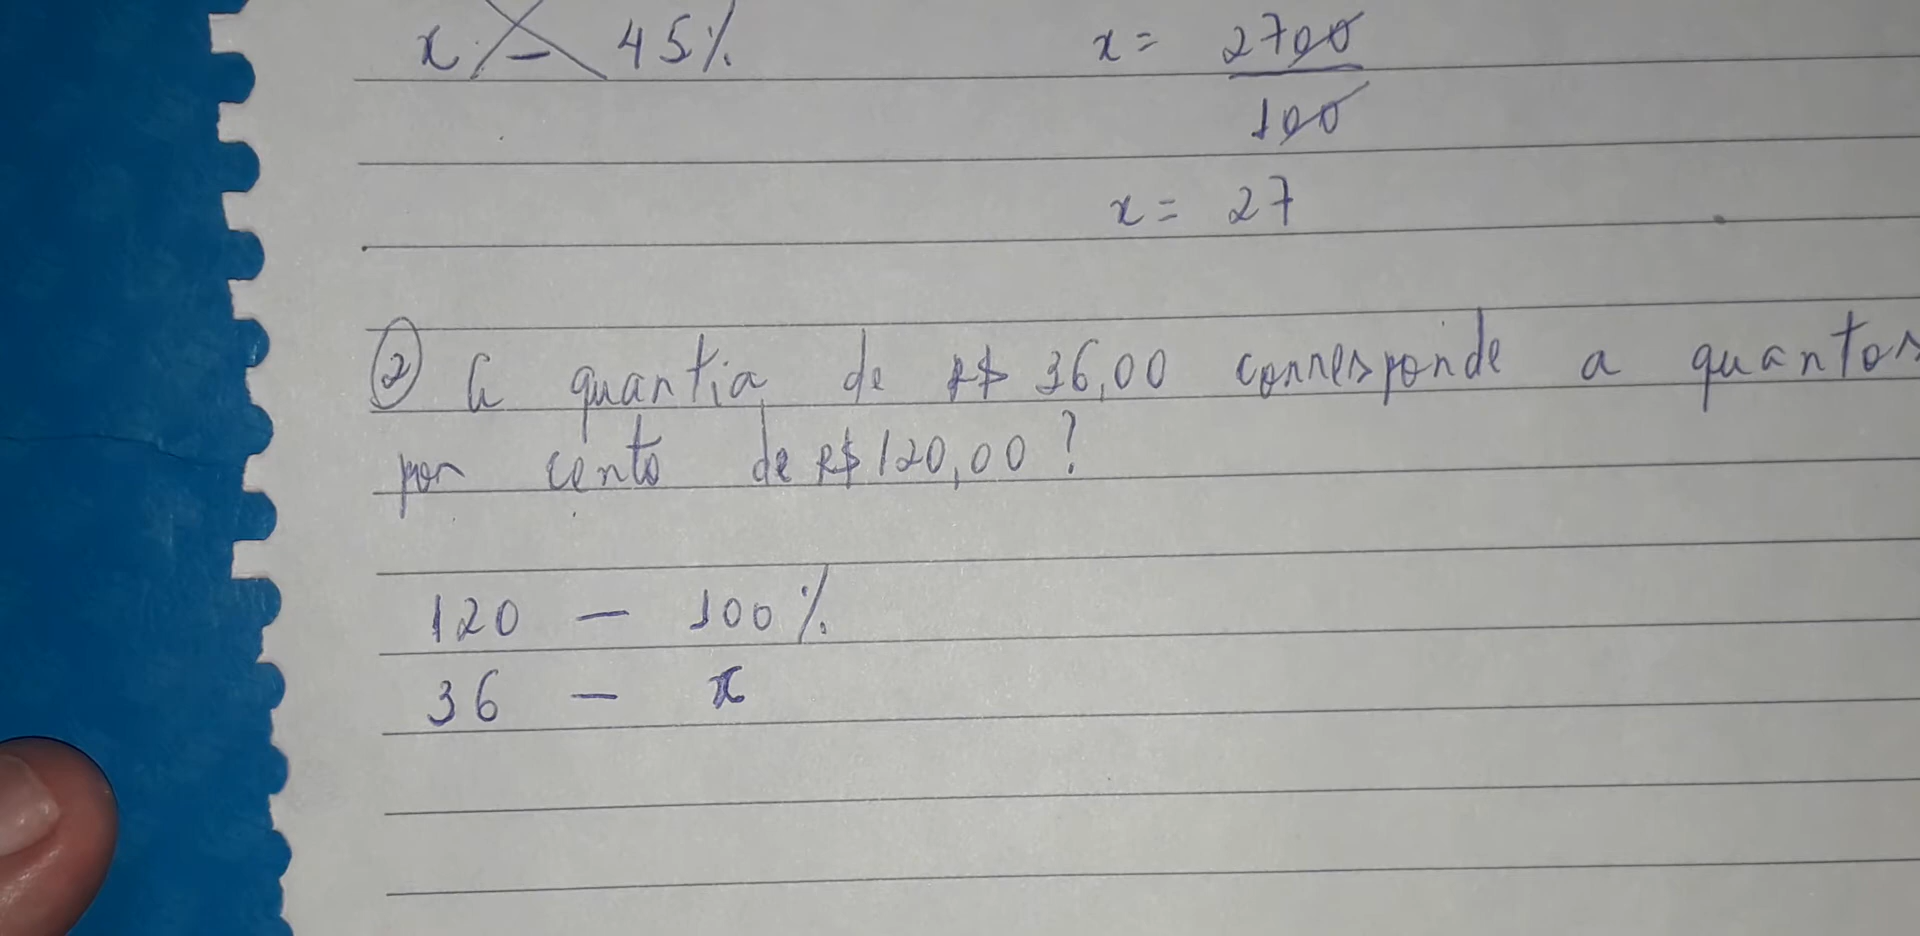 x — 45% x = 2700
100
x = 27
② A quantia de R$ 36,00 corresponde a quantos
por cento de R$ 120,00?
120 — 100%
36 — x